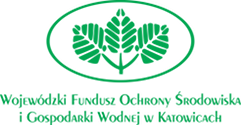 Wojewódzki Fundusz Ochrony Środowiska
i Gospodarki Wodnej w Katowicach